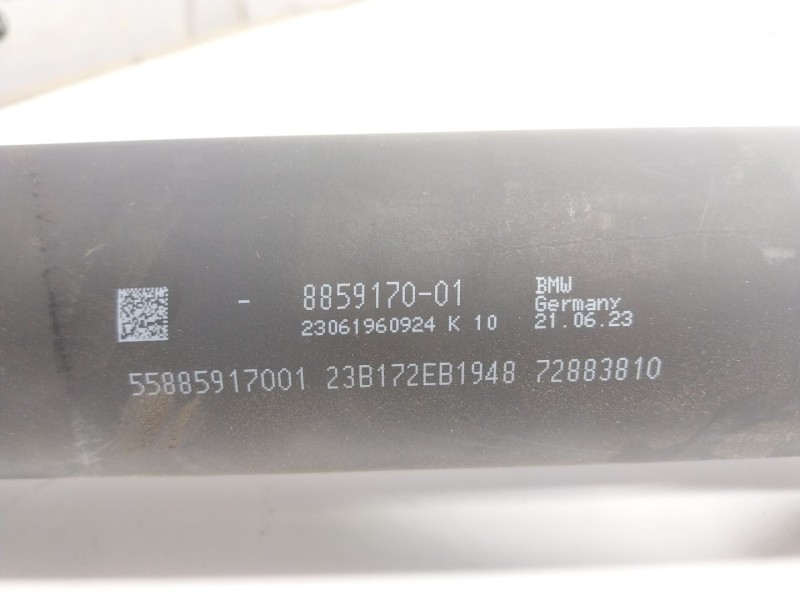 - 8859170-01 BMW
Germany
23061960924 K 10 21.06.23
55885917001 23B172EB1948 72883810